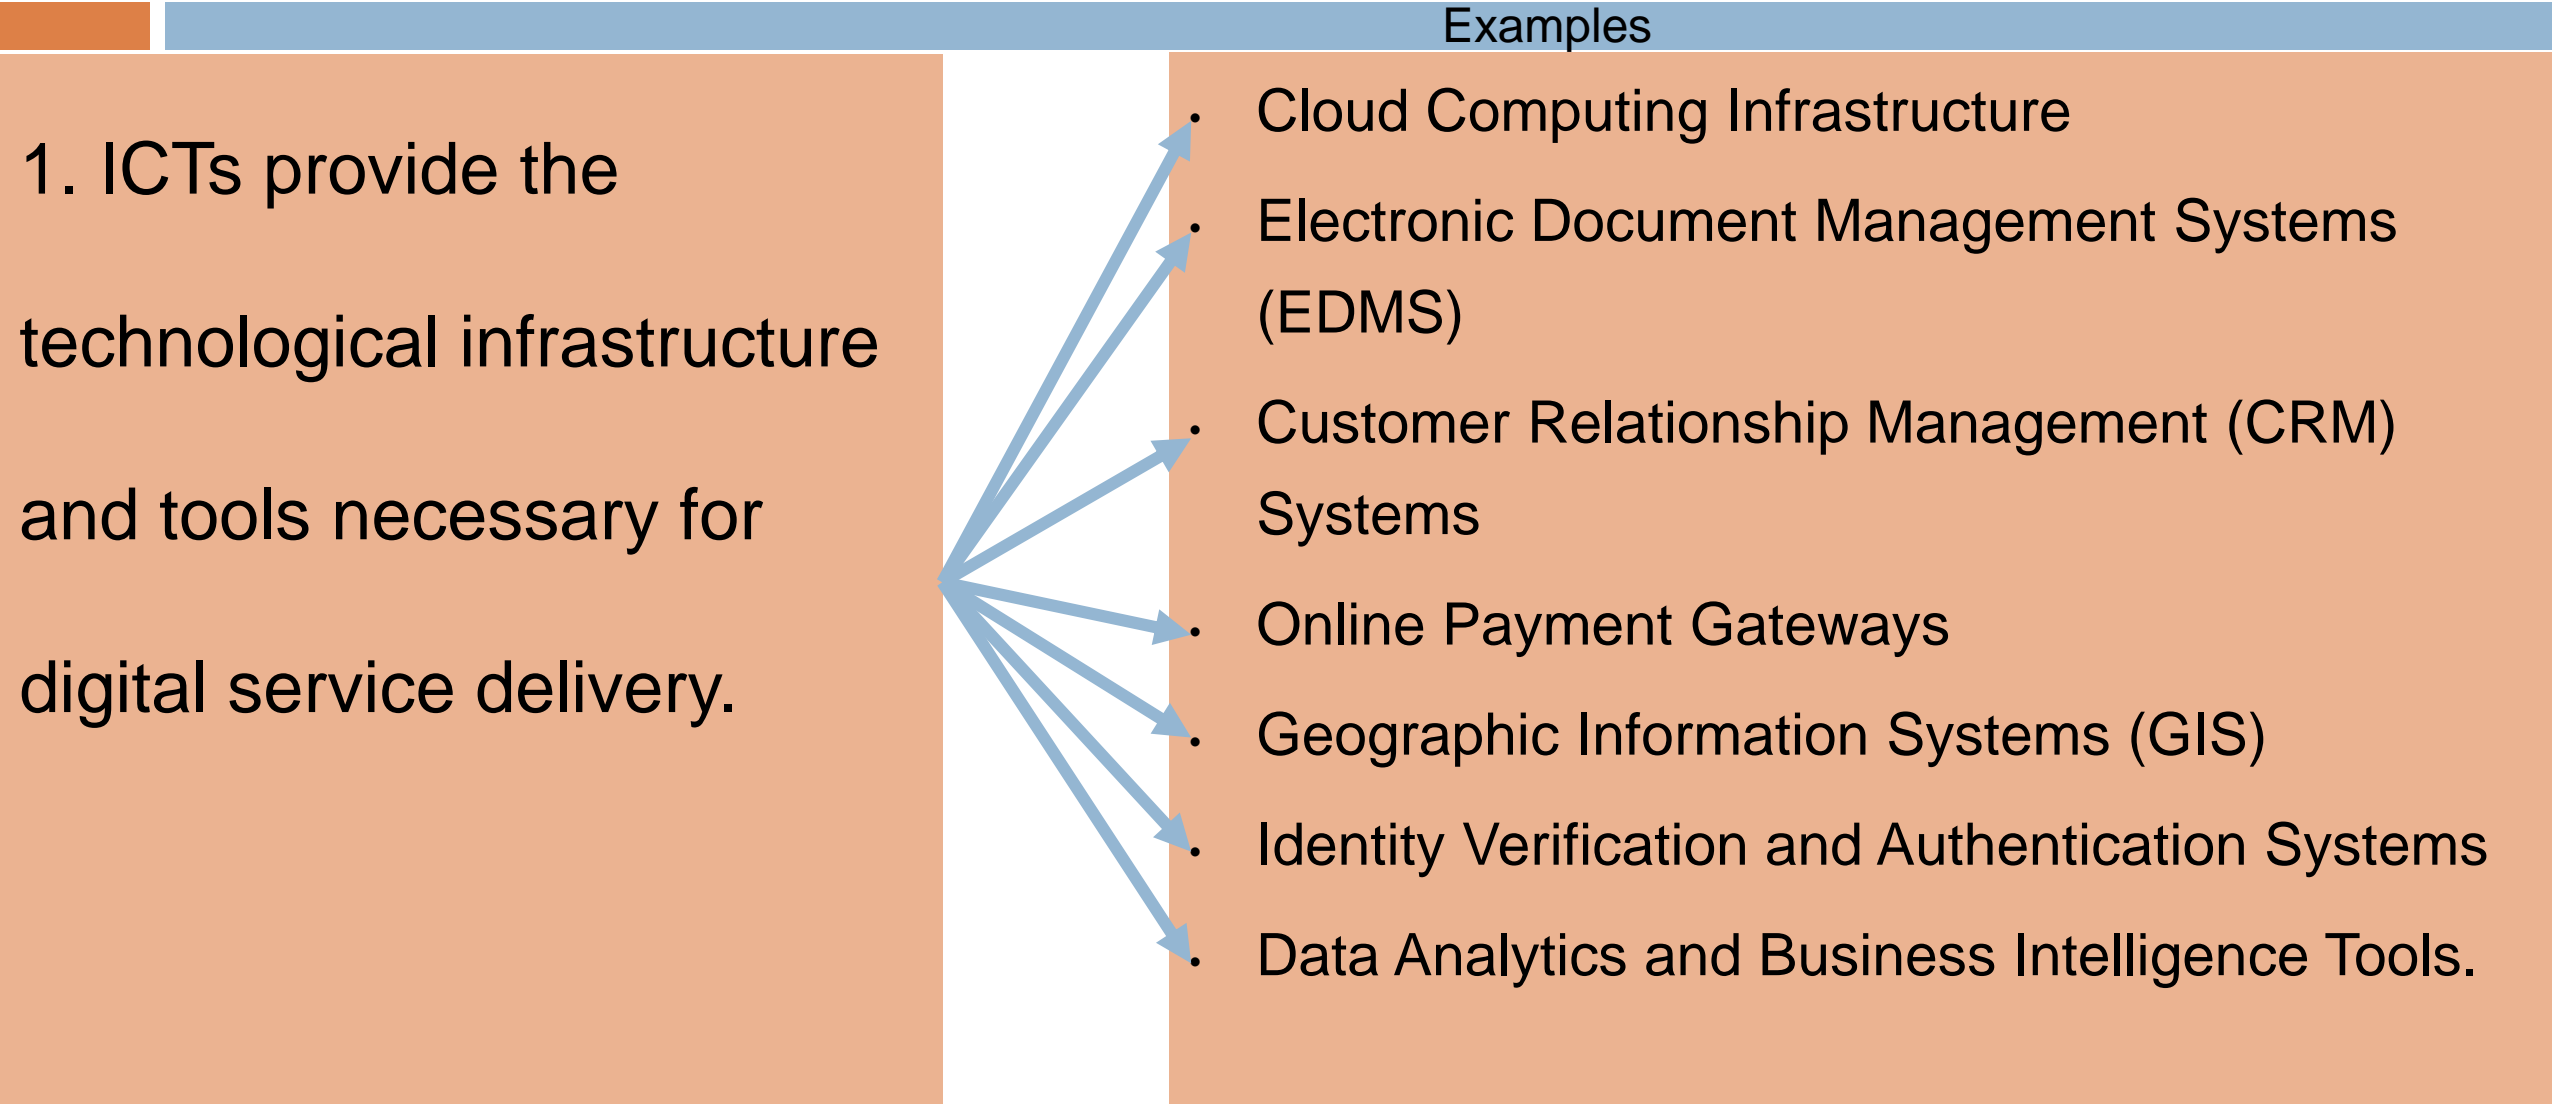 Examples
1. ICTs provide the
technological infrastructure
and tools necessary for
digital service delivery.
• Cloud Computing Infrastructure
• Electronic Document Management Systems
(EDMS)
• Customer Relationship Management (CRM)
Systems
• Online Payment Gateways
• Geographic Information Systems (GIS)
• Identity Verification and Authentication Systems
• Data Analytics and Business Intelligence Tools.